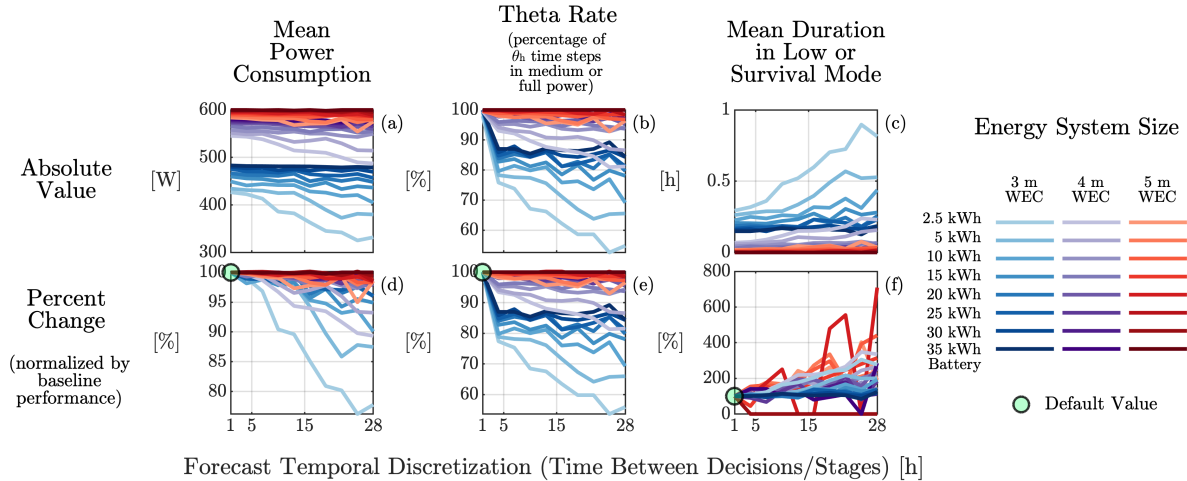 Mean
Power
Consumption
Theta Rate
(percentage of
θh time steps
in medium or
full power)
Mean Duration
in Low or
Survival Mode
Absolute
Value
[W]
600
500
400
300
(a)
[%]
100
90
80
70
60
(b)
[h]
1
0.5
0
(c)
Percent
Change
(normalized by
baseline
performance)
[%]
100
95
90
85
80
(d)
1 5 15 28
[%]
100
90
80
70
60
(e)
1 5 15 28
[%]
800
600
400
200
0
(f)
1 5 15 28
Forecast Temporal Discretization (Time Between Decisions/Stages) [h]
Energy System Size
3 m
WEC
4 m
WEC
5 m
WEC
2.5 kWh
5 kWh
10 kWh
15 kWh
20 kWh
25 kWh
30 kWh
35 kWh
Battery
Default Value